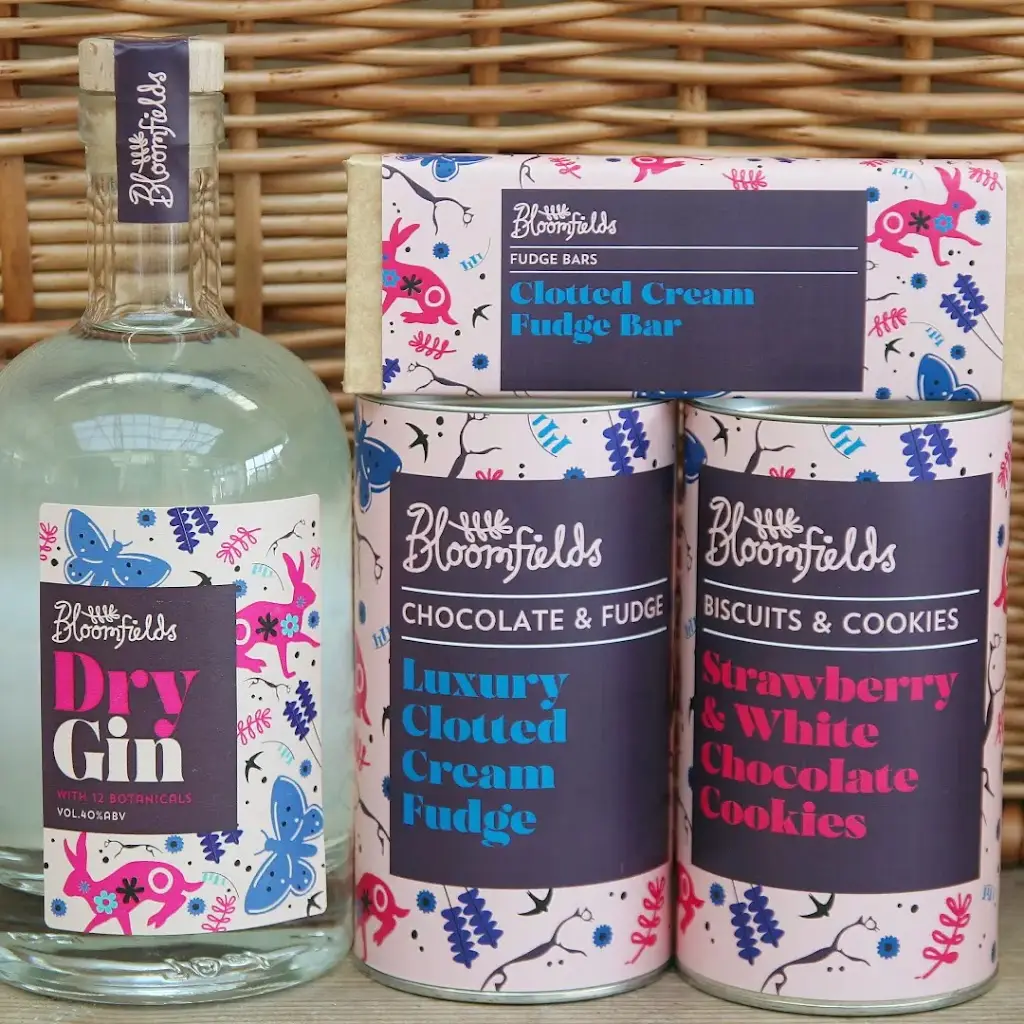 Bloomfields
Bloomfields
Dry
Gin
WITH 12 BOTANICALS
VOL.40%ABV
Bloomfields
FUDGE BARS
Clotted Cream
Fudge Bar
Bloomfields
CHOCOLATE & FUDGE
Luxury
Clotted
Cream
Fudge
Bloomfields
BISCUITS & COOKIES
Strawberry
& White
Chocolate
Cookies